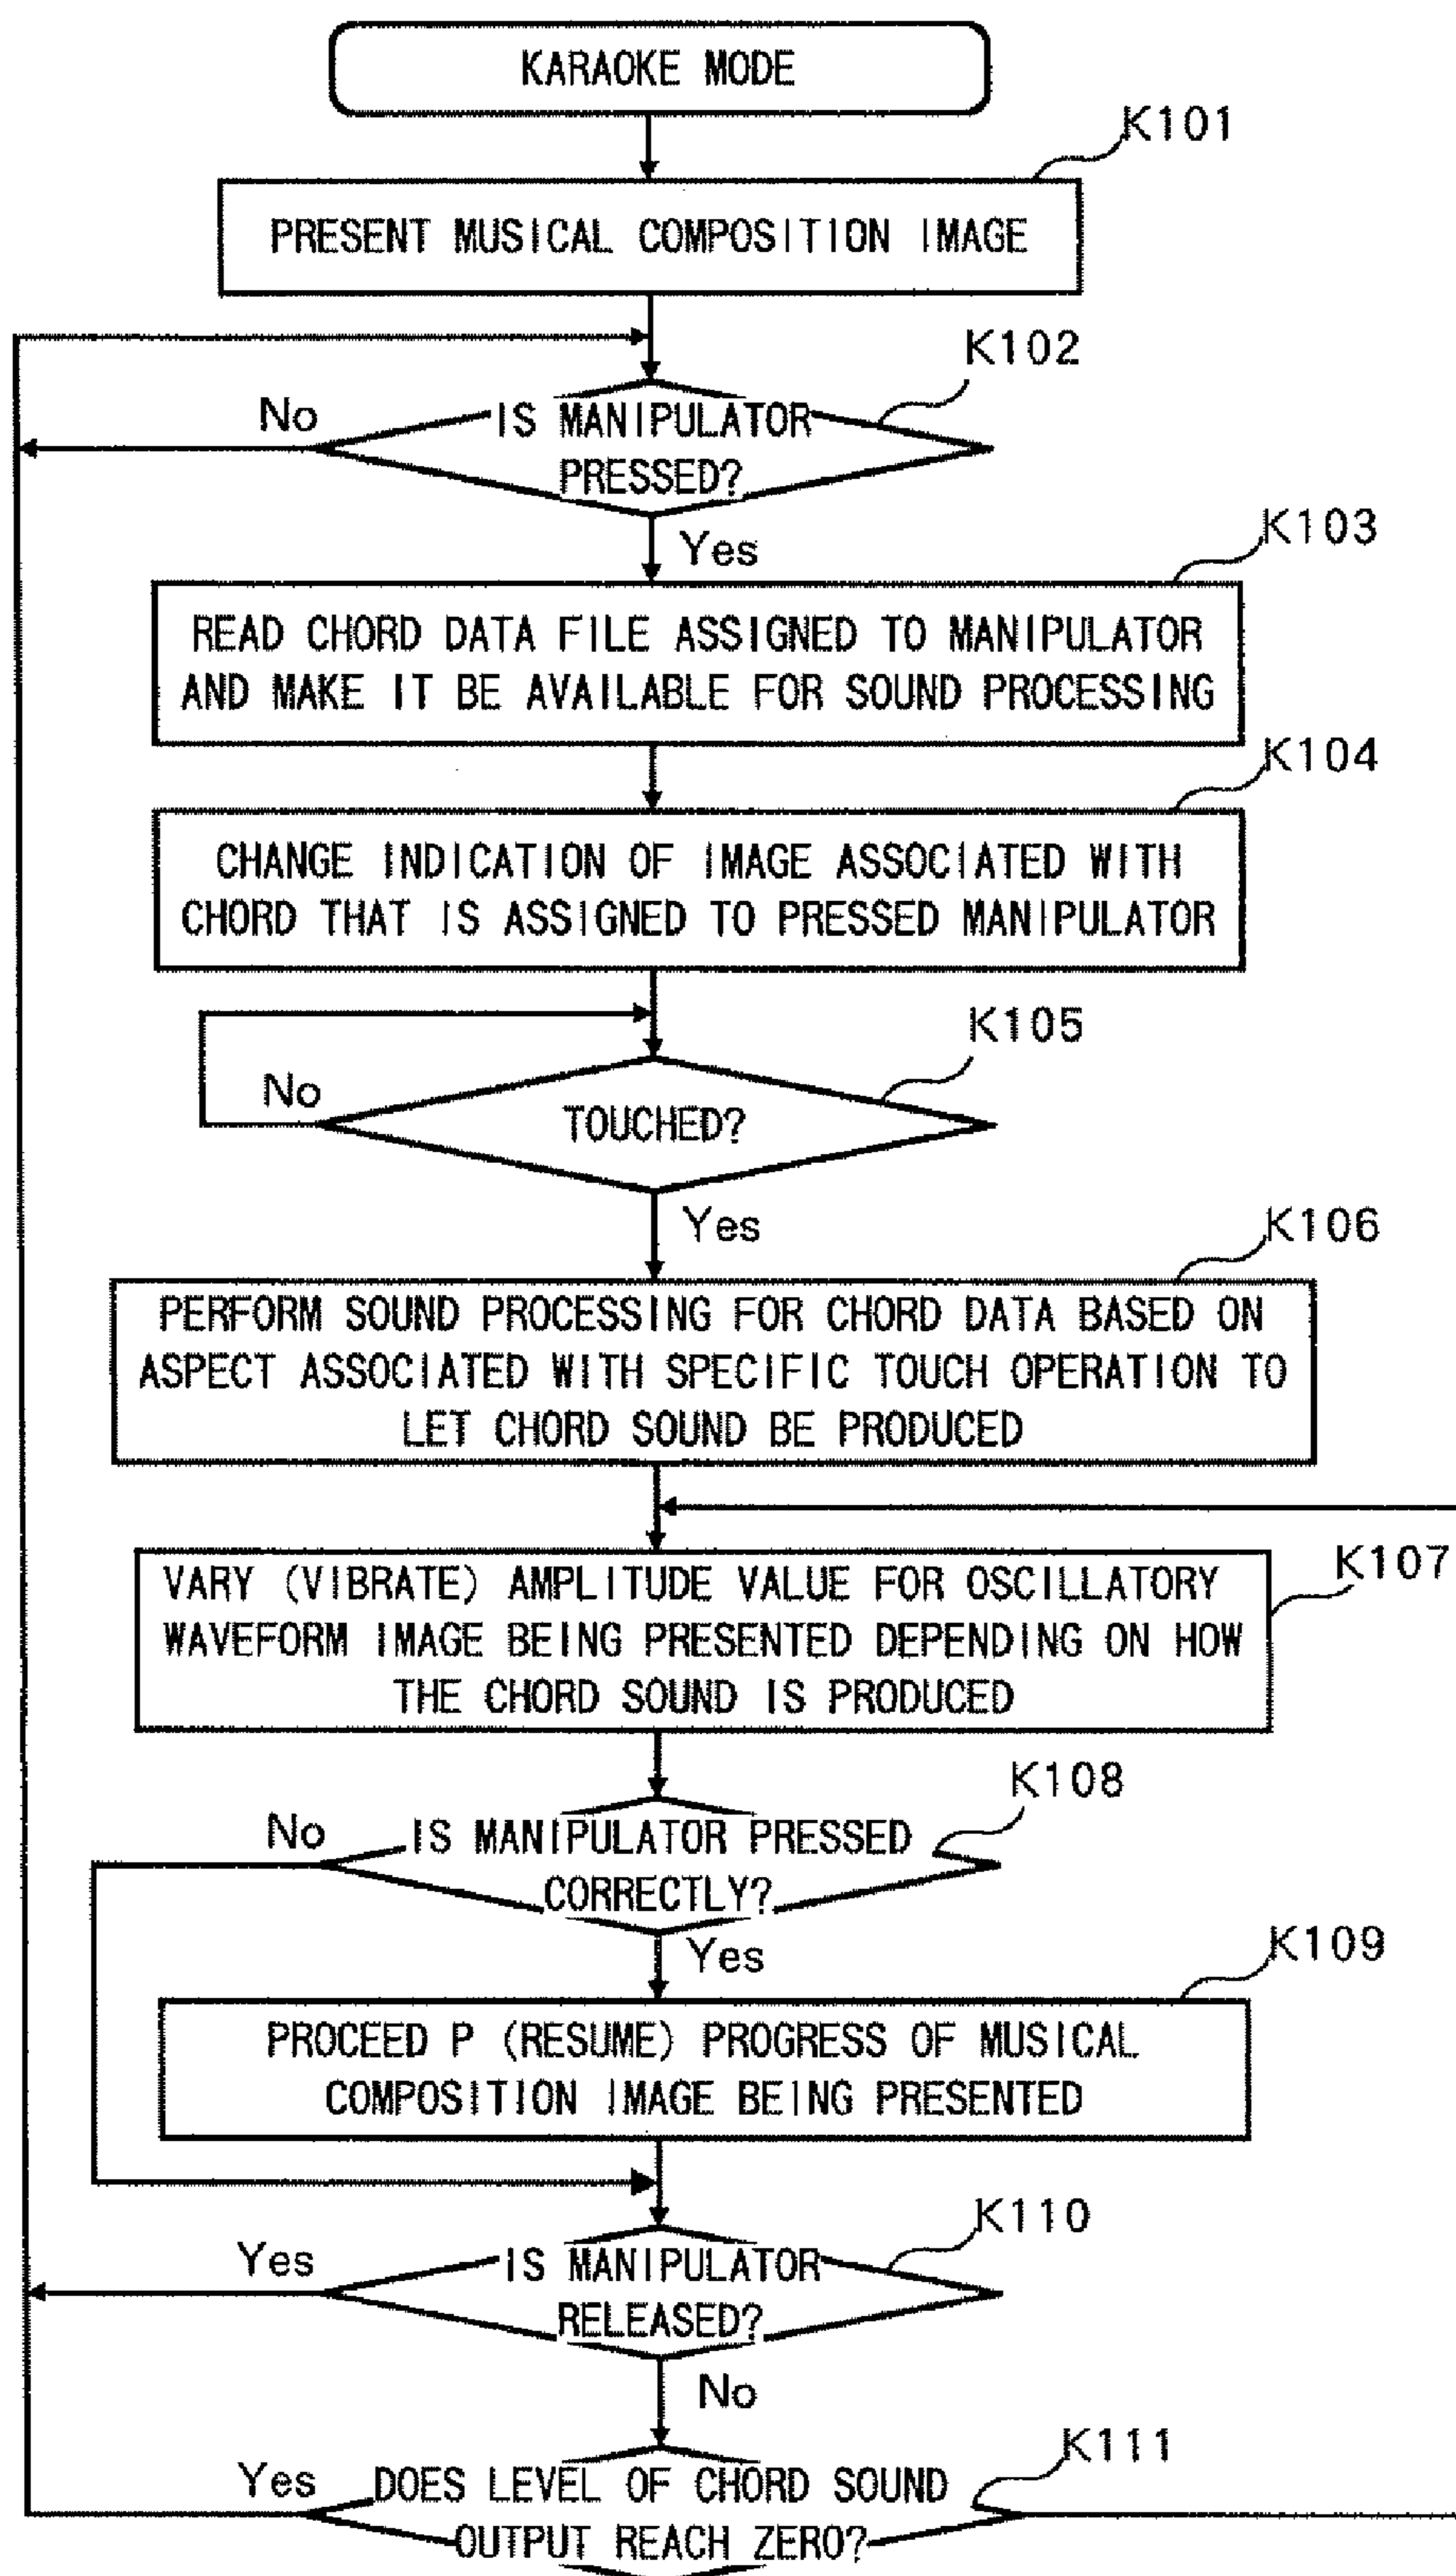 KARAOKE MODE
K101
PRESENT MUSICAL COMPOSITION IMAGE
K102
No
IS MANIPULATOR
PRESSED?
Yes
K103
READ CHORD DATA FILE ASSIGNED TO MANIPULATOR
AND MAKE IT BE AVAILABLE FOR SOUND PROCESSING
K104
CHANGE INDICATION OF IMAGE ASSOCIATED WITH
CHORD THAT IS ASSIGNED TO PRESSED MANIPULATOR
K105
No
TOUCHED?
Yes
K106
PERFORM SOUND PROCESSING FOR CHORD DATA BASED ON
ASPECT ASSOCIATED WITH SPECIFIC TOUCH OPERATION TO
LET CHORD SOUND BE PRODUCED
K107
VARY (VIBRATE) AMPLITUDE VALUE FOR OSCILLATORY
WAVEFORM IMAGE BEING PRESENTED DEPENDING ON HOW
THE CHORD SOUND IS PRODUCED
K108
No
IS MANIPULATOR PRESSED
CORRECTLY?
Yes
K109
PROCEED P (RESUME) PROGRESS OF MUSICAL
COMPOSITION IMAGE BEING PRESENTED
K110
Yes
IS MANIPULATOR
RELEASED?
No
K111
Yes
DOES LEVEL OF CHORD SOUND
OUTPUT REACH ZERO?